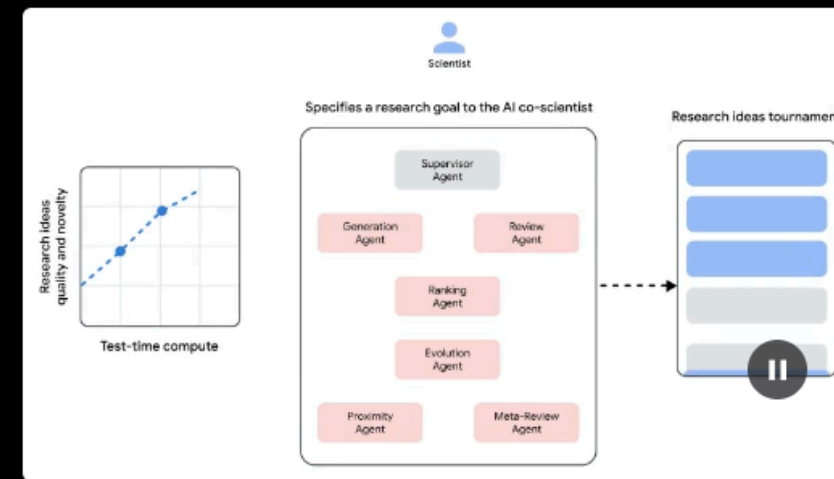 Scientist
Specifies a research goal to the AI co-scientist
Research ideas tournamen
Supervisor
Agent
Generation
Agent
Review
Agent
Ranking
Agent
Evolution
Agent
Proximity
Agent
Meta-Review
Agent
Research ideas
quality and novelty
Test-time compute